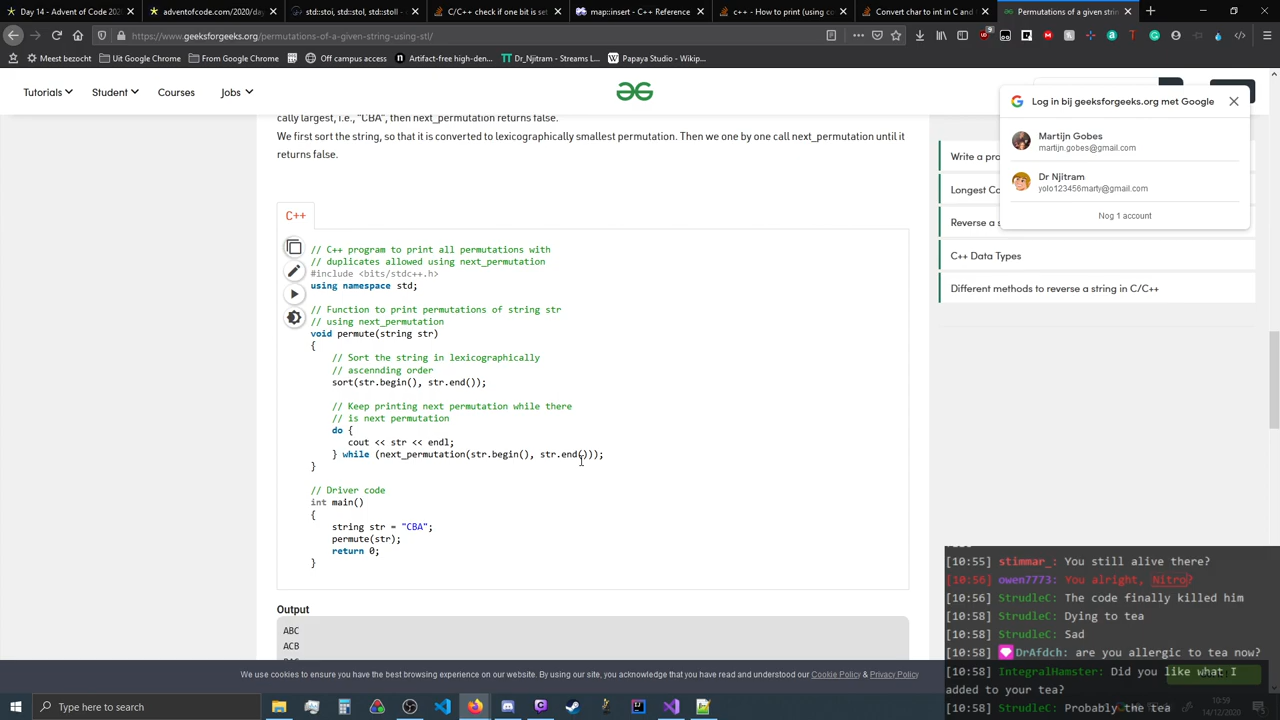 Day 14 - Advent of Code 20
adventofcode.com/2020/day
std::stoi, std::stol, std::stoll -
C/C++ check if one bit is set
map::insert - C++ Reference
c++ - How to print (using co
Convert char to int in C and
Permutations of a given strin
https://www.geeksforgeeks.org/permutations-of-a-given-string-using-stl/
Meest bezocht
Uit Google Chrome
From Google Chrome
Off campus access
Artifact-free high-den...
Dr_Njitram - Streams L...
Papaya Studio - Wikip...
Tutorials
Student
Courses
Jobs
Log in bij geeksforgeeks.org met Google
Martijn Gobes
martijn.gobes@gmail.com
Dr Njitram
yolo123456marty@gmail.com
Nog 1 account
cally largest, i.e., "CBA", then next_permutation returns false.
We first sort the string, so that it is converted to lexicographically smallest permutation. Then we one by one call next_permutation until it
returns false.
Write a pro
Longest Co
Reverse a s
C++ Data Types
Different methods to reverse a string in C/C++
C++
// C++ program to print all permutations with
// duplicates allowed using next_permutation
#include <bits/stdc++.h>
using namespace std;
// Function to print permutations of string str
// using next_permutation
void permute(string str)
{
// Sort the string in lexicographically
// ascennding order
sort(str.begin(), str.end());
// Keep printing next permutation while there
// is next permutation
do {
cout << str << endl;
} while (next_permutation(str.begin(), str.end()));
}
// Driver code
int main()
{
string str = "CBA";
permute(str);
return 0;
}
Output
ABC
ACB
[10:55] stimmar_: You still alive there?
[10:56] owen7773: You alright, Nitro?
[10:56] StrudleC: The code finally killed him
[10:58] StrudleC: Dying to tea
[10:58] StrudleC: Sad
[10:58] DrAfdch: are you allergic to tea now?
[10:58] IntegralHamster: Did you like what I
added to your tea?
[10:58] StrudleC: Probably the
We use cookies to ensure you have the best browsing experience on our website. By using our site, you acknowledge that you have read and understood our Cookie Policy & Privacy Policy
Type here to search
10:59
14/12/2020